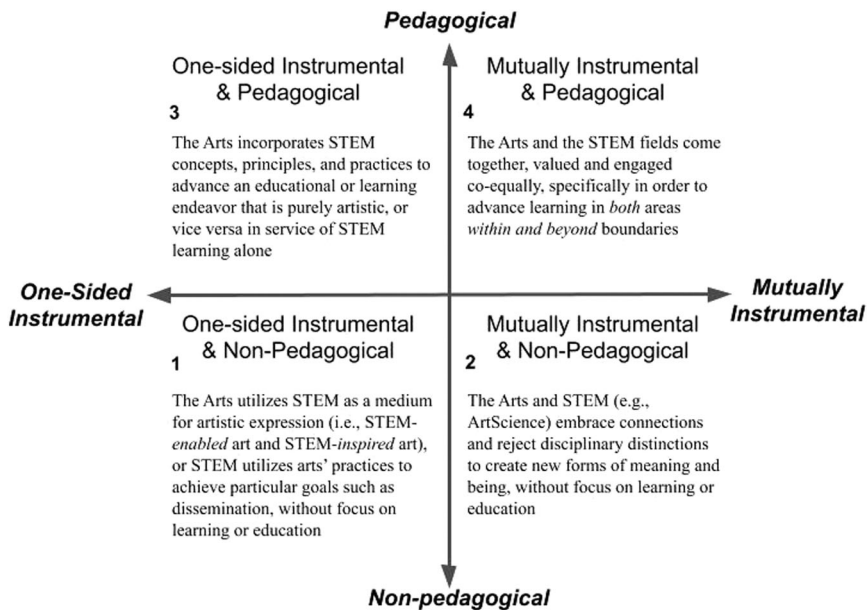 Pedagogical
One-sided Instrumental
& Pedagogical
3
The Arts incorporates STEM
concepts, principles, and practices to
advance an educational or learning
endeavor that is purely artistic, or
vice versa in service of STEM
learning alone
Mutually Instrumental
& Pedagogical
4
The Arts and the STEM fields come
together, valued and engaged
co-equally, specifically in order to
advance learning in both areas
within and beyond boundaries
One-Sided
Instrumental
Mutually
Instrumental
One-sided Instrumental
& Non-Pedagogical
1
The Arts utilizes STEM as a medium
for artistic expression (i.e., STEM-
enabled art and STEM-inspired art),
or STEM utilizes arts’ practices to
achieve particular goals such as
dissemination, without focus on
learning or education
Mutually Instrumental
& Non-Pedagogical
2
The Arts and STEM (e.g.,
ArtScience) embrace connections
and reject disciplinary distinctions
to create new forms of meaning and
being, without focus on learning or
education
Non-pedagogical